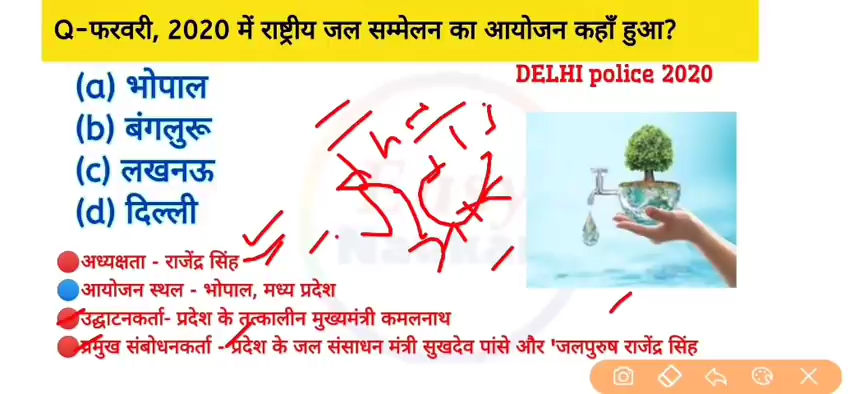 Q-फरवरी, 2020 में राष्ट्रीय जल सम्मेलन का आयोजन कहाँ हुआ?
DELHI police 2020
(a) भोपाल
(b) बंगलुरू
(c) लखनऊ
(d) दिल्ली
अध्यक्षता - राजेंद्र सिंह
आयोजन स्थल - भोपाल, मध्य प्रदेश
उद्घाटनकर्ता- प्रदेश के तत्कालीन मुख्यमंत्री कमलनाथ
प्रमुख संबोधनकर्ता - प्रदेश के जल संसाधन मंत्री सुखदेव पांसे और 'जलपुरुष राजेंद्र सिंह